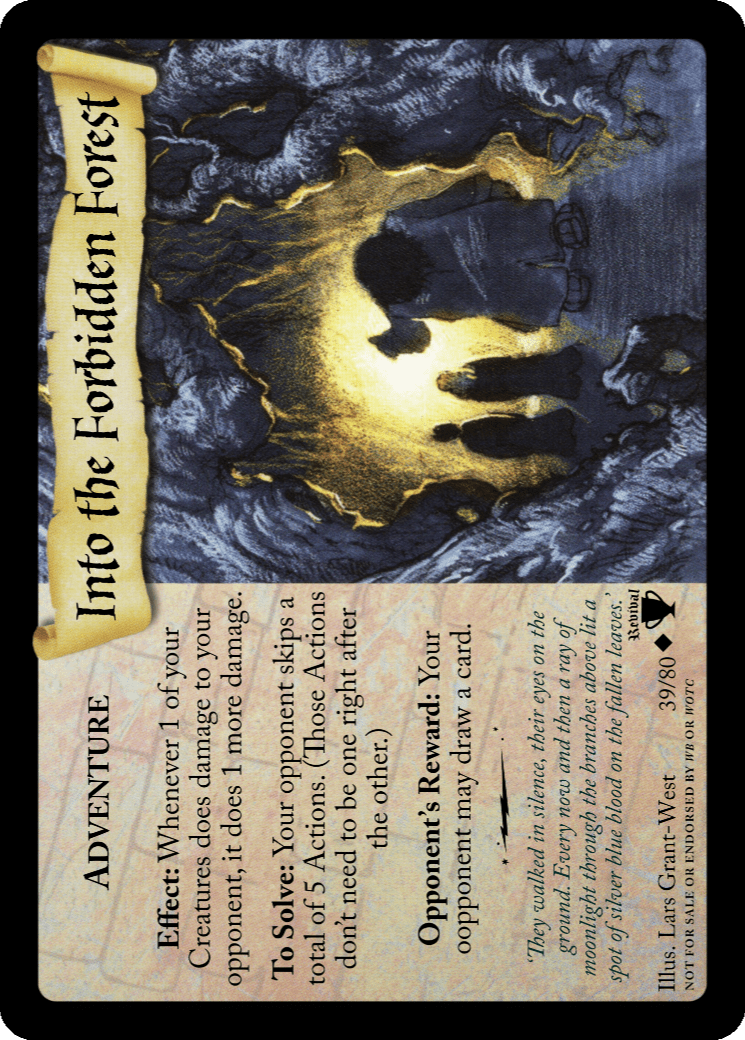 Into the Forbidden Forest
ADVENTURE
Effect: Whenever 1 of your
Creatures does damage to your
opponent, it does 1 more damage.
To Solve: Your opponent skips a
total of 5 Actions. (Those Actions
don't need to be one right after
the other.)
Opponent's Reward: Your
oopponent may draw a card.
'They walked in silence, their eyes on the
ground. Every now and then a ray of
moonlight through the branches above lit a
spot of silver blue blood on the fallen leaves.'
Revival
Illus. Lars Grant-West 39/80
NOT FOR SALE OR ENDORSED BY WB OR WOTC